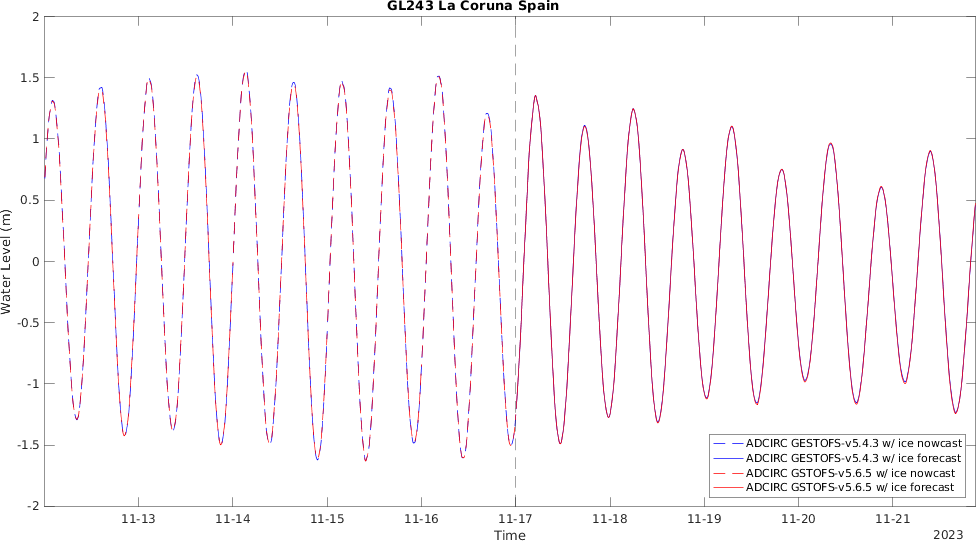 GL243 La Coruna Spain
2
1.5
1
0.5
0
-0.5
-1
-1.5
-2
Water Level (m)
ADCIRC GESTOFS-v5.4.3 w/ ice nowcast
ADCIRC GESTOFS-v5.4.3 w/ ice forecast
ADCIRC GSTOFS-v5.6.5 w/ ice nowcast
ADCIRC GSTOFS-v5.6.5 w/ ice forecast
11-13 11-14 11-15 11-16 11-17 11-18 11-19 11-20 11-21
Time
2023